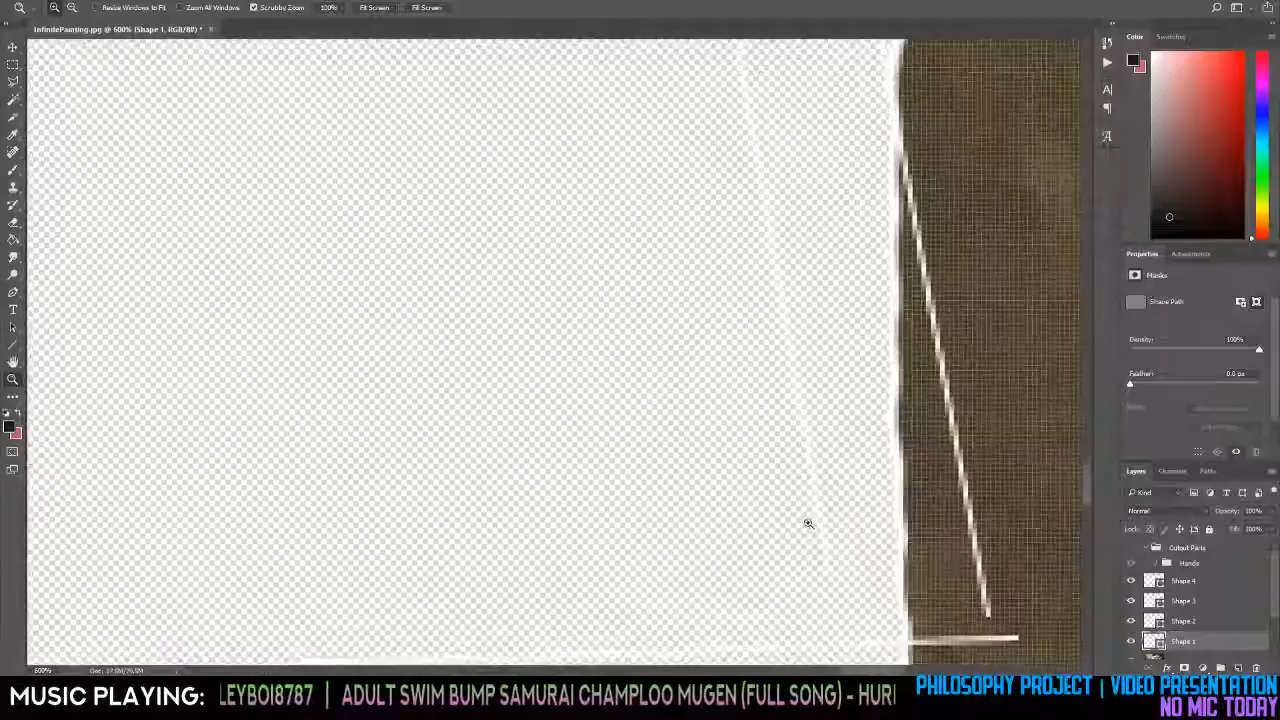 Resize Windows to Fit Zoom All Windows Scrubby Zoom 100% Fit Screen Fill Screen
InfinitePainting.jpg @ 600% (Shape 1, RGB/8#) *
Color Swatches
Properties Adjustments
Masks
Shape Path
Density: 100%
Feather: 0.0 px
Layers Channels Paths
Kind
Normal Opacity: 100%
Lock: Fill: 100%
Cutout Parts
Hands
Shape 4
Shape 3
Shape 2
Shape 1
600%
MUSIC PLAYING: LEYBOI8787 | ADULT SWIM BUMP SAMURAI CHAMPLOO MUGEN (FULL SONG) - HURI
PHILOSOPHY PROJECT | VIDEO PRESENTATION
NO MIC TODAY